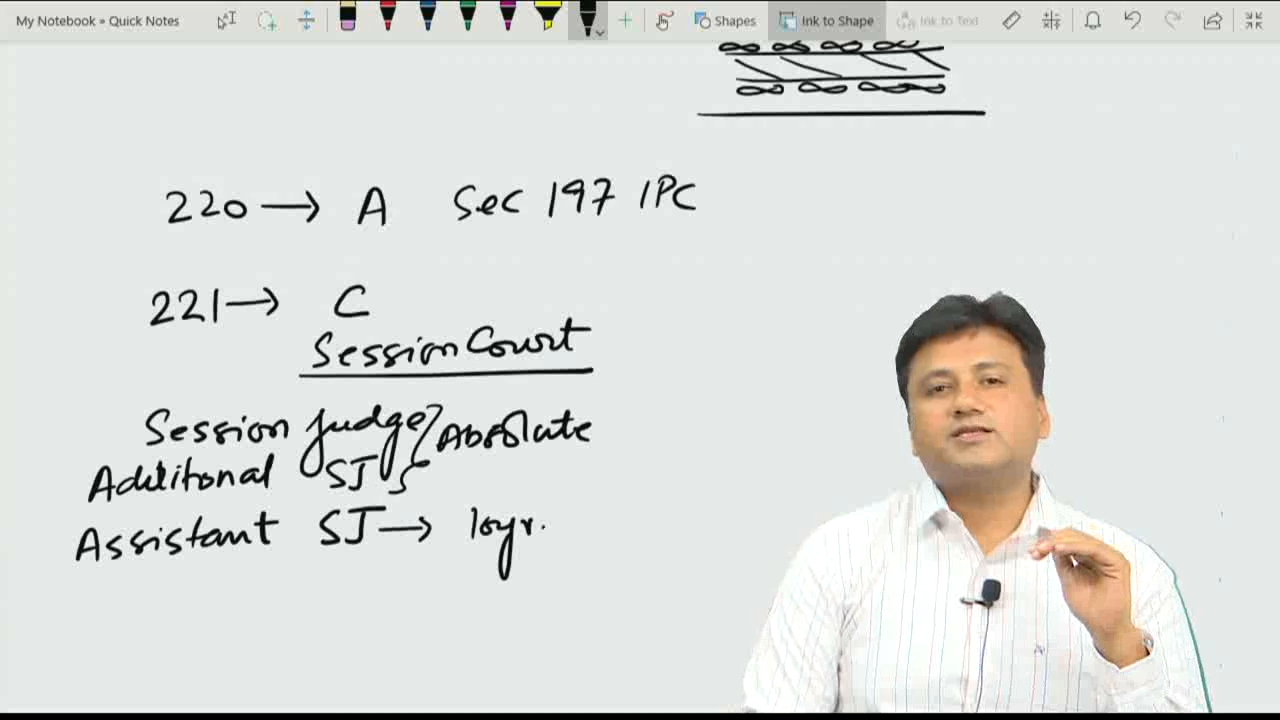 My Notebook » Quick Notes
Shapes
Ink to Shape
Ink to Text
220 → A Sec 197 IPC
221 → C
Session Court
Session Judge } Absolute
Additonal SJ
Assistant SJ → 10yr.